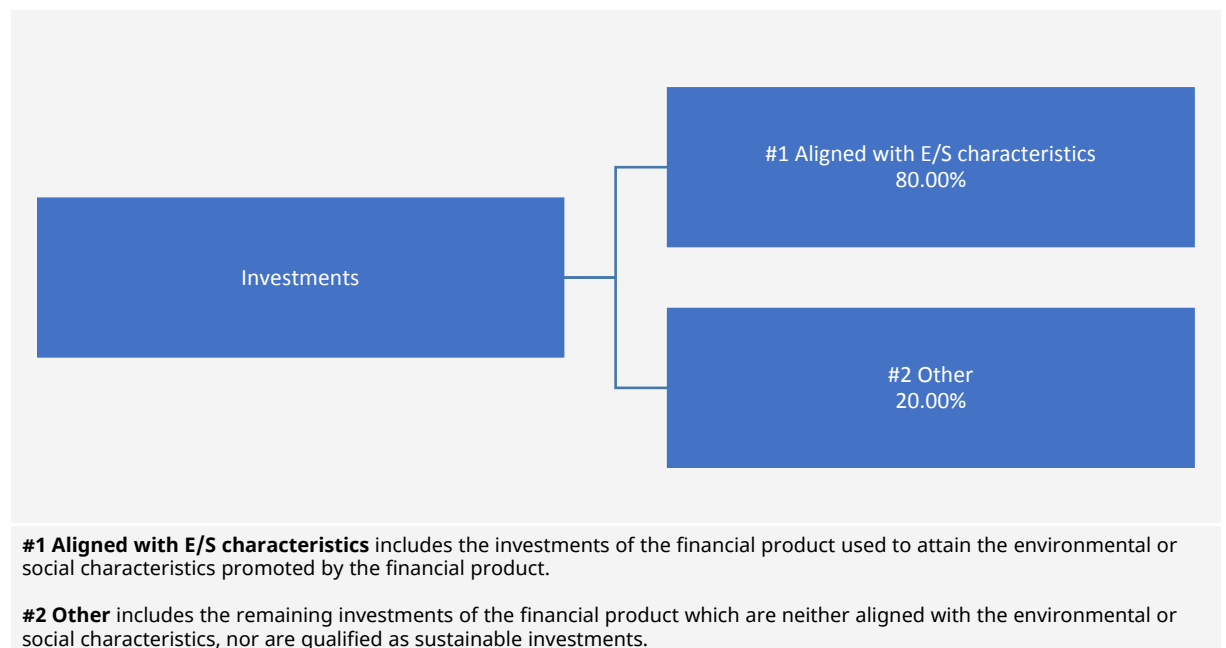 Investments
#1 Aligned with E/S characteristics
80.00%
#2 Other
20.00%
#1 Aligned with E/S characteristics includes the investments of the financial product used to attain the environmental or
social characteristics promoted by the financial product.
#2 Other includes the remaining investments of the financial product which are neither aligned with the environmental or
social characteristics, nor are qualified as sustainable investments.